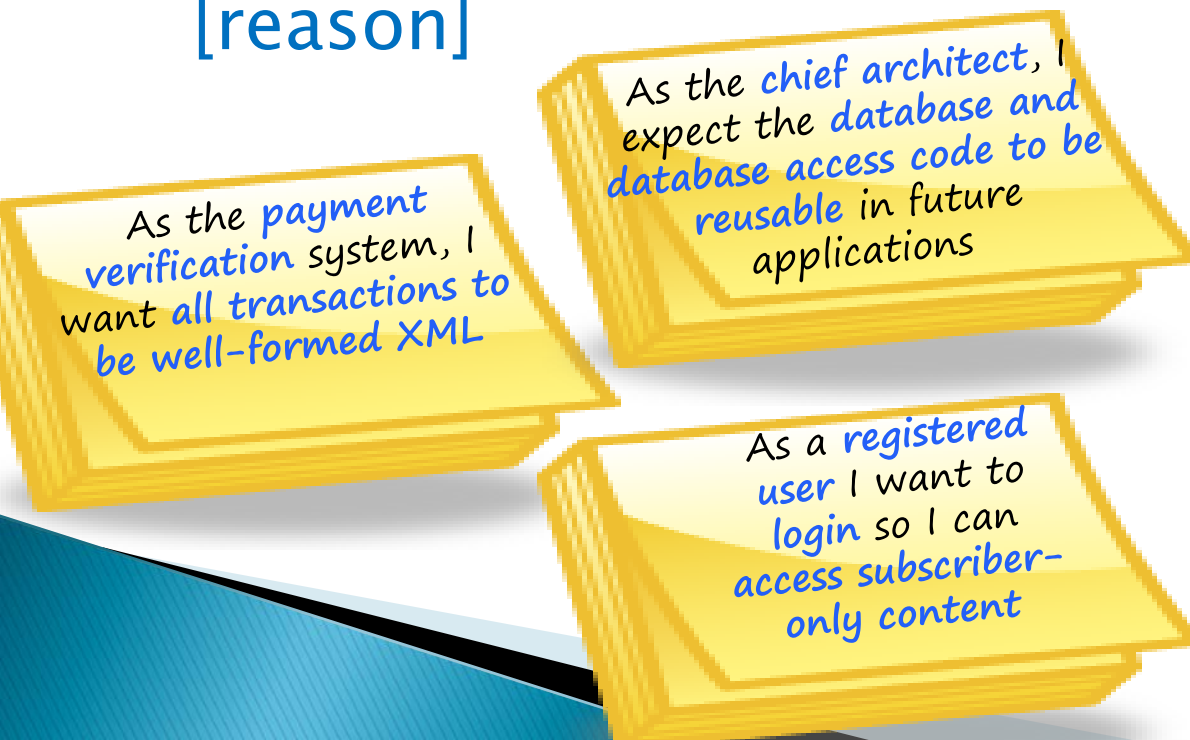 [reason]
As the payment
verification system, I
want all transactions to
be well-formed XML
As the chief architect, I
expect the database and
database access code to be
reusable in future
applications
As a registered
user I want to
login so I can
access subscriber-
only content